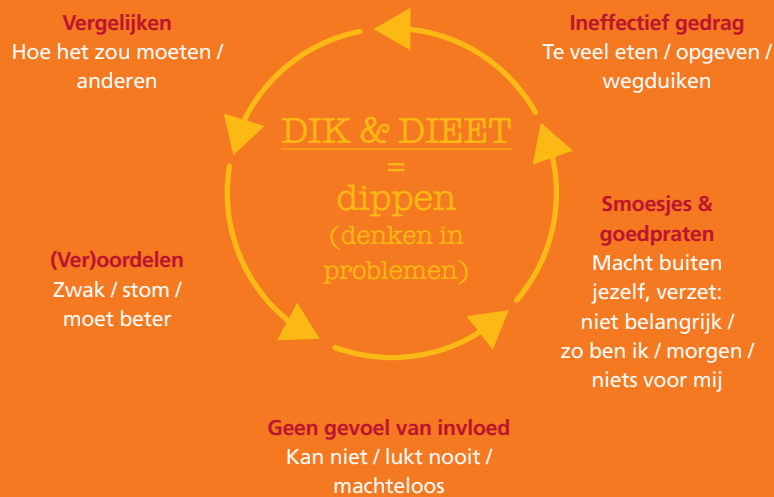 Vergelijken
Hoe het zou moeten /
anderen
Ineffectief gedrag
Te veel eten / opgeven /
wegduiken
DIK & DIEET
=
dippen
(denken in
problemen)
(Ver)oordelen
Zwak / stom /
moet beter
Smoesjes &
goedpraten
Macht buiten
jezelf, verzet:
niet belangrijk /
zo ben ik / morgen /
niets voor mij
Geen gevoel van invloed
Kan niet / lukt nooit /
machteloos